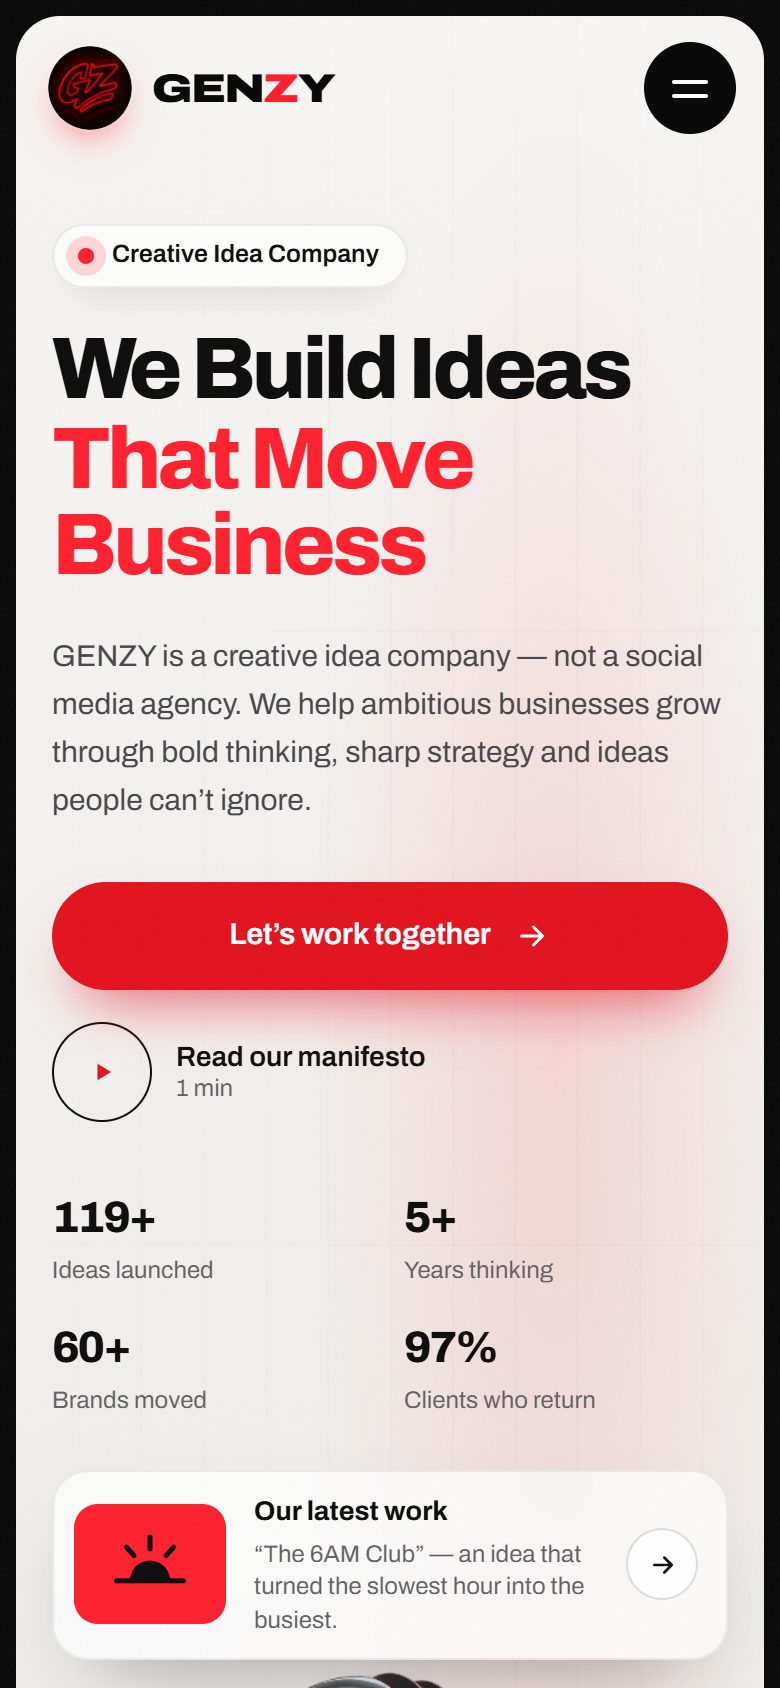 GZ
GENZY
Creative Idea Company
We Build Ideas
That Move
Business
GENZY is a creative idea company — not a social
media agency. We help ambitious businesses grow
through bold thinking, sharp strategy and ideas
people can’t ignore.
Let’s work together
Read our manifesto
1 min
119+
Ideas launched
5+
Years thinking
60+
Brands moved
97%
Clients who return
Our latest work
“The 6AM Club” — an idea that
turned the slowest hour into the
busiest.